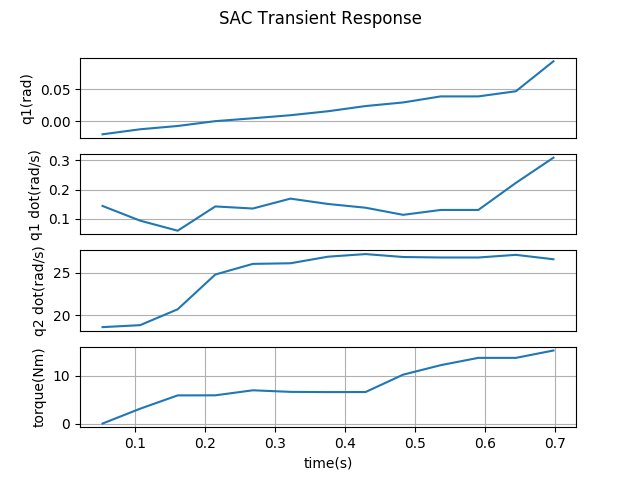 SAC Transient Response
q1(rad)
0.05
0.00
q1 dot(rad/s)
0.3
0.2
0.1
q2 dot(rad/s)
25
20
torque(Nm)
10
0
0.1 0.2 0.3 0.4 0.5 0.6 0.7
time(s)